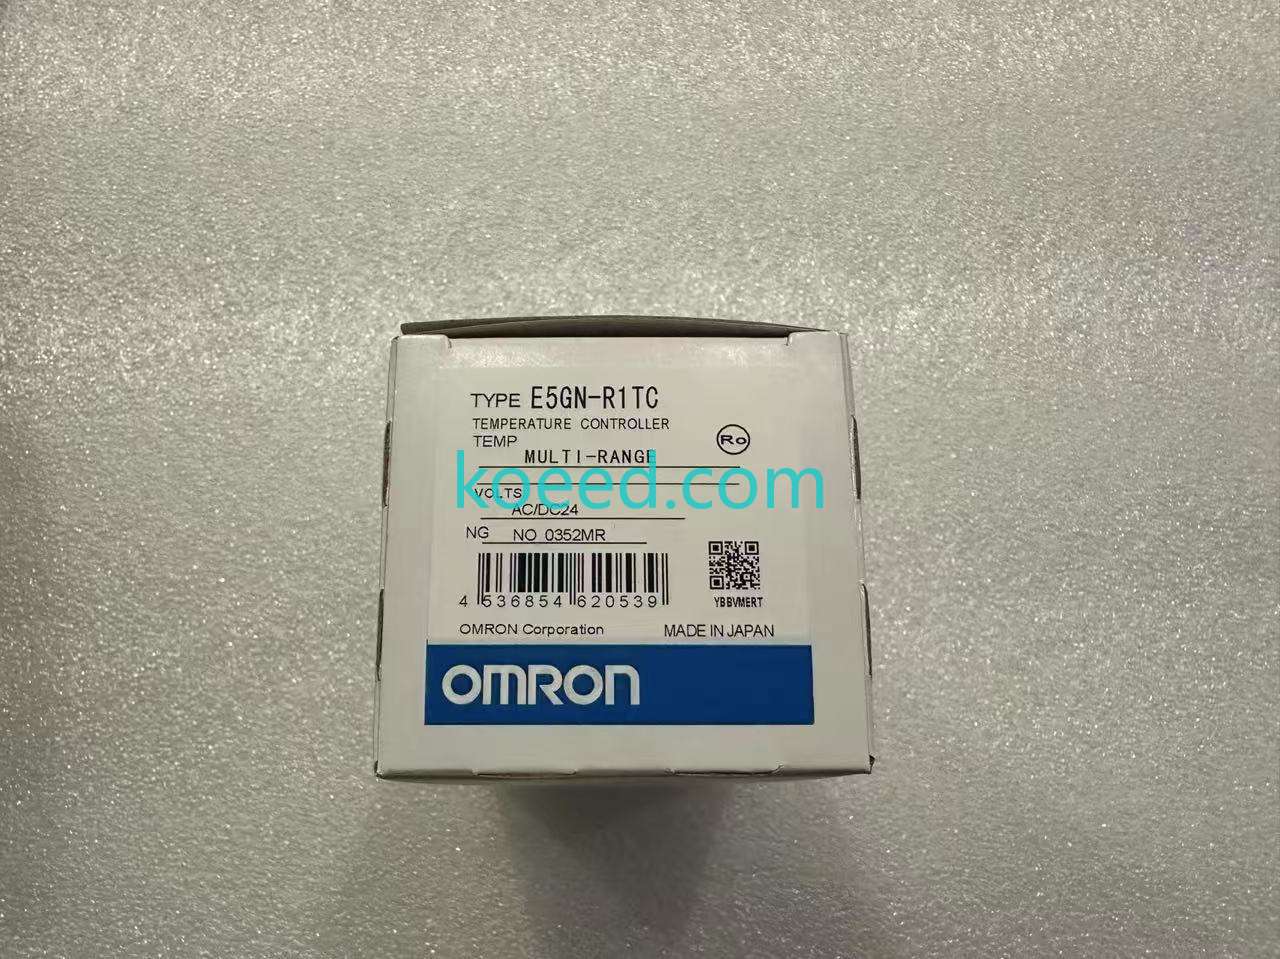 TYPE E5GN-R1TC
TEMPERATURE CONTROLLER
TEMP
Ro
MULTI-RANGE
koeed.com
VOLTS
AC/DC24
NG NO 0352MR
4 536854 620539
YBBVMERT
OMRON Corporation MADE IN JAPAN
OMRON